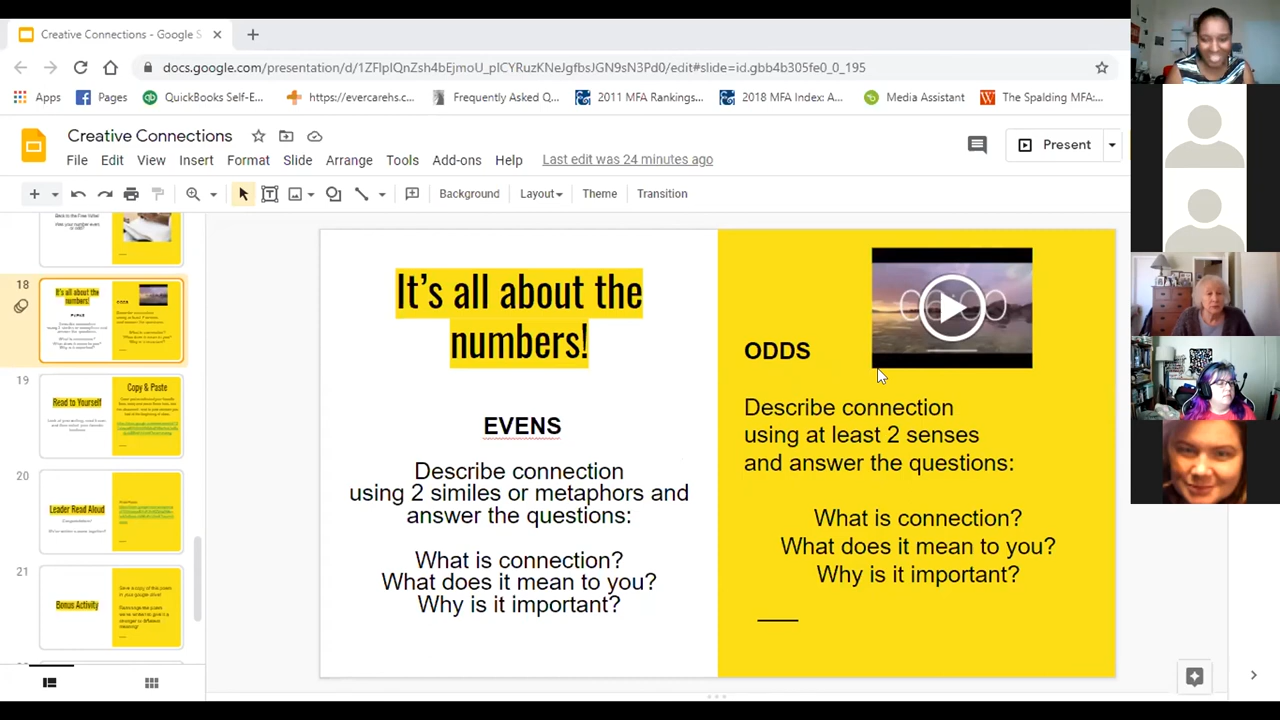 Creative Connections - Google S
docs.google.com/presentation/d/
Apps
Pages
QuickBooks Self-E...
https://evercarehs.c...
Frequently Asked Q...
2011 MFA Rankings...
2018 MFA Index: A...
Media Assistant
The Spalding MFA:...
Creative Connections
File Edit View Insert Format Slide Arrange Tools Add-ons Help Last edit was 24 minutes ago
Present
Background Layout Theme Transition
18
It's all about the
numbers!
19
Read to Yourself
Copy & Paste
20
Leader Read Aloud
21
Bonus Activity
It's all about the
numbers!
EVENS
Describe connection
using 2 similes or metaphors and
answer the questions:
What is connection?
What does it mean to you?
Why is it important?
ODDS
Describe connection
using at least 2 senses
and answer the questions:
What is connection?
What does it mean to you?
Why is it important?